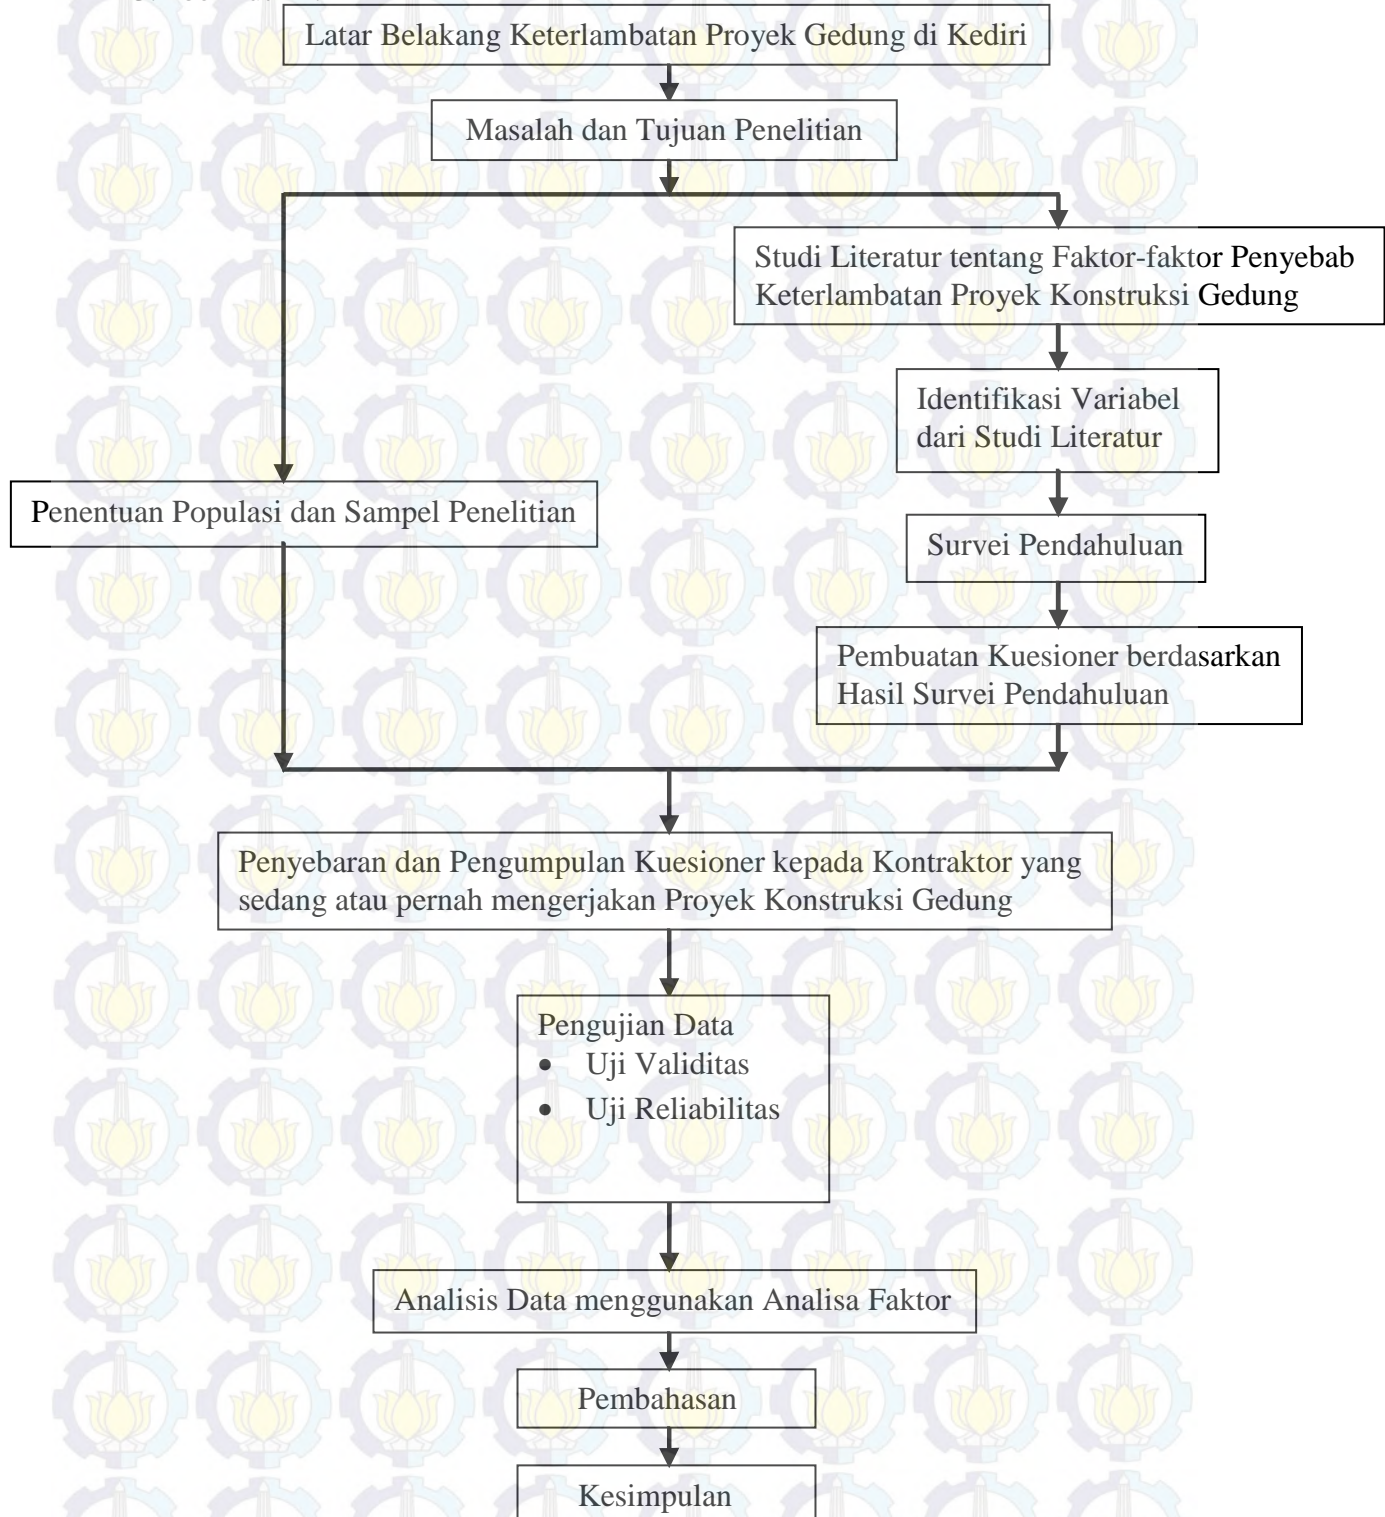 Latar Belakang Keterlambatan Proyek Gedung di Kediri
Masalah dan Tujuan Penelitian
Studi Literatur tentang Faktor-faktor Penyebab
Keterlambatan Proyek Konstruksi Gedung
Identifikasi Variabel
dari Studi Literatur
Penentuan Populasi dan Sampel Penelitian
Survei Pendahuluan
Pembuatan Kuesioner berdasarkan
Hasil Survei Pendahuluan
Penyebaran dan Pengumpulan Kuesioner kepada Kontraktor yang
sedang atau pernah mengerjakan Proyek Konstruksi Gedung
Pengujian Data
• Uji Validitas
• Uji Reliabilitas
Analisis Data menggunakan Analisa Faktor
Pembahasan
Kesimpulan